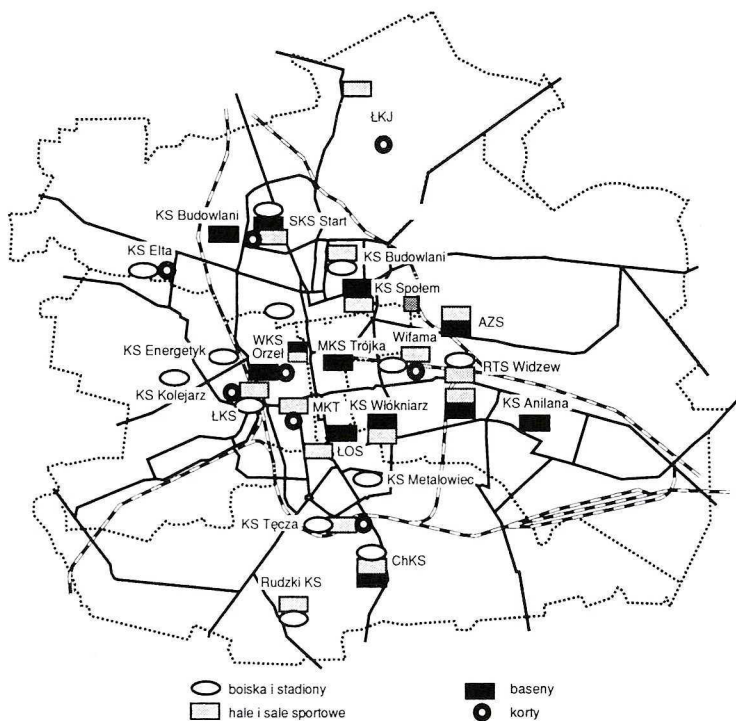 ŁKJ
KS Budowlani
SKS Start
KS Elta
KS Budowlani
KS Społem
AZS
WKS
Orzeł
MKS Trójka
Wifama
KS Energetyk
RTS Widzew
KS Kolejarz
KS Włókniarz
KS Anilana
ŁKS
MKT
ŁOS
KS Metalowiec
KS Tęcza
ChKS
Rudzki KS
boiska i stadiony
baseny
hale i sale sportowe
korty